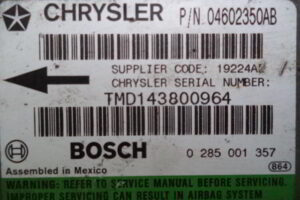 CHRYSLER P/N 04602350AB
SUPPLIER CODE: 19224A
CHRYSLER SERIAL NUMBER:
TMD143800964
BOSCH 0 285 001 357
Assembled in Mexico 864
WARNING: REFER TO SERVICE MANUAL BEFORE SERVICING.
IMPROPER SERVICING CAN RESULT IN AIRBAG SYSTEM